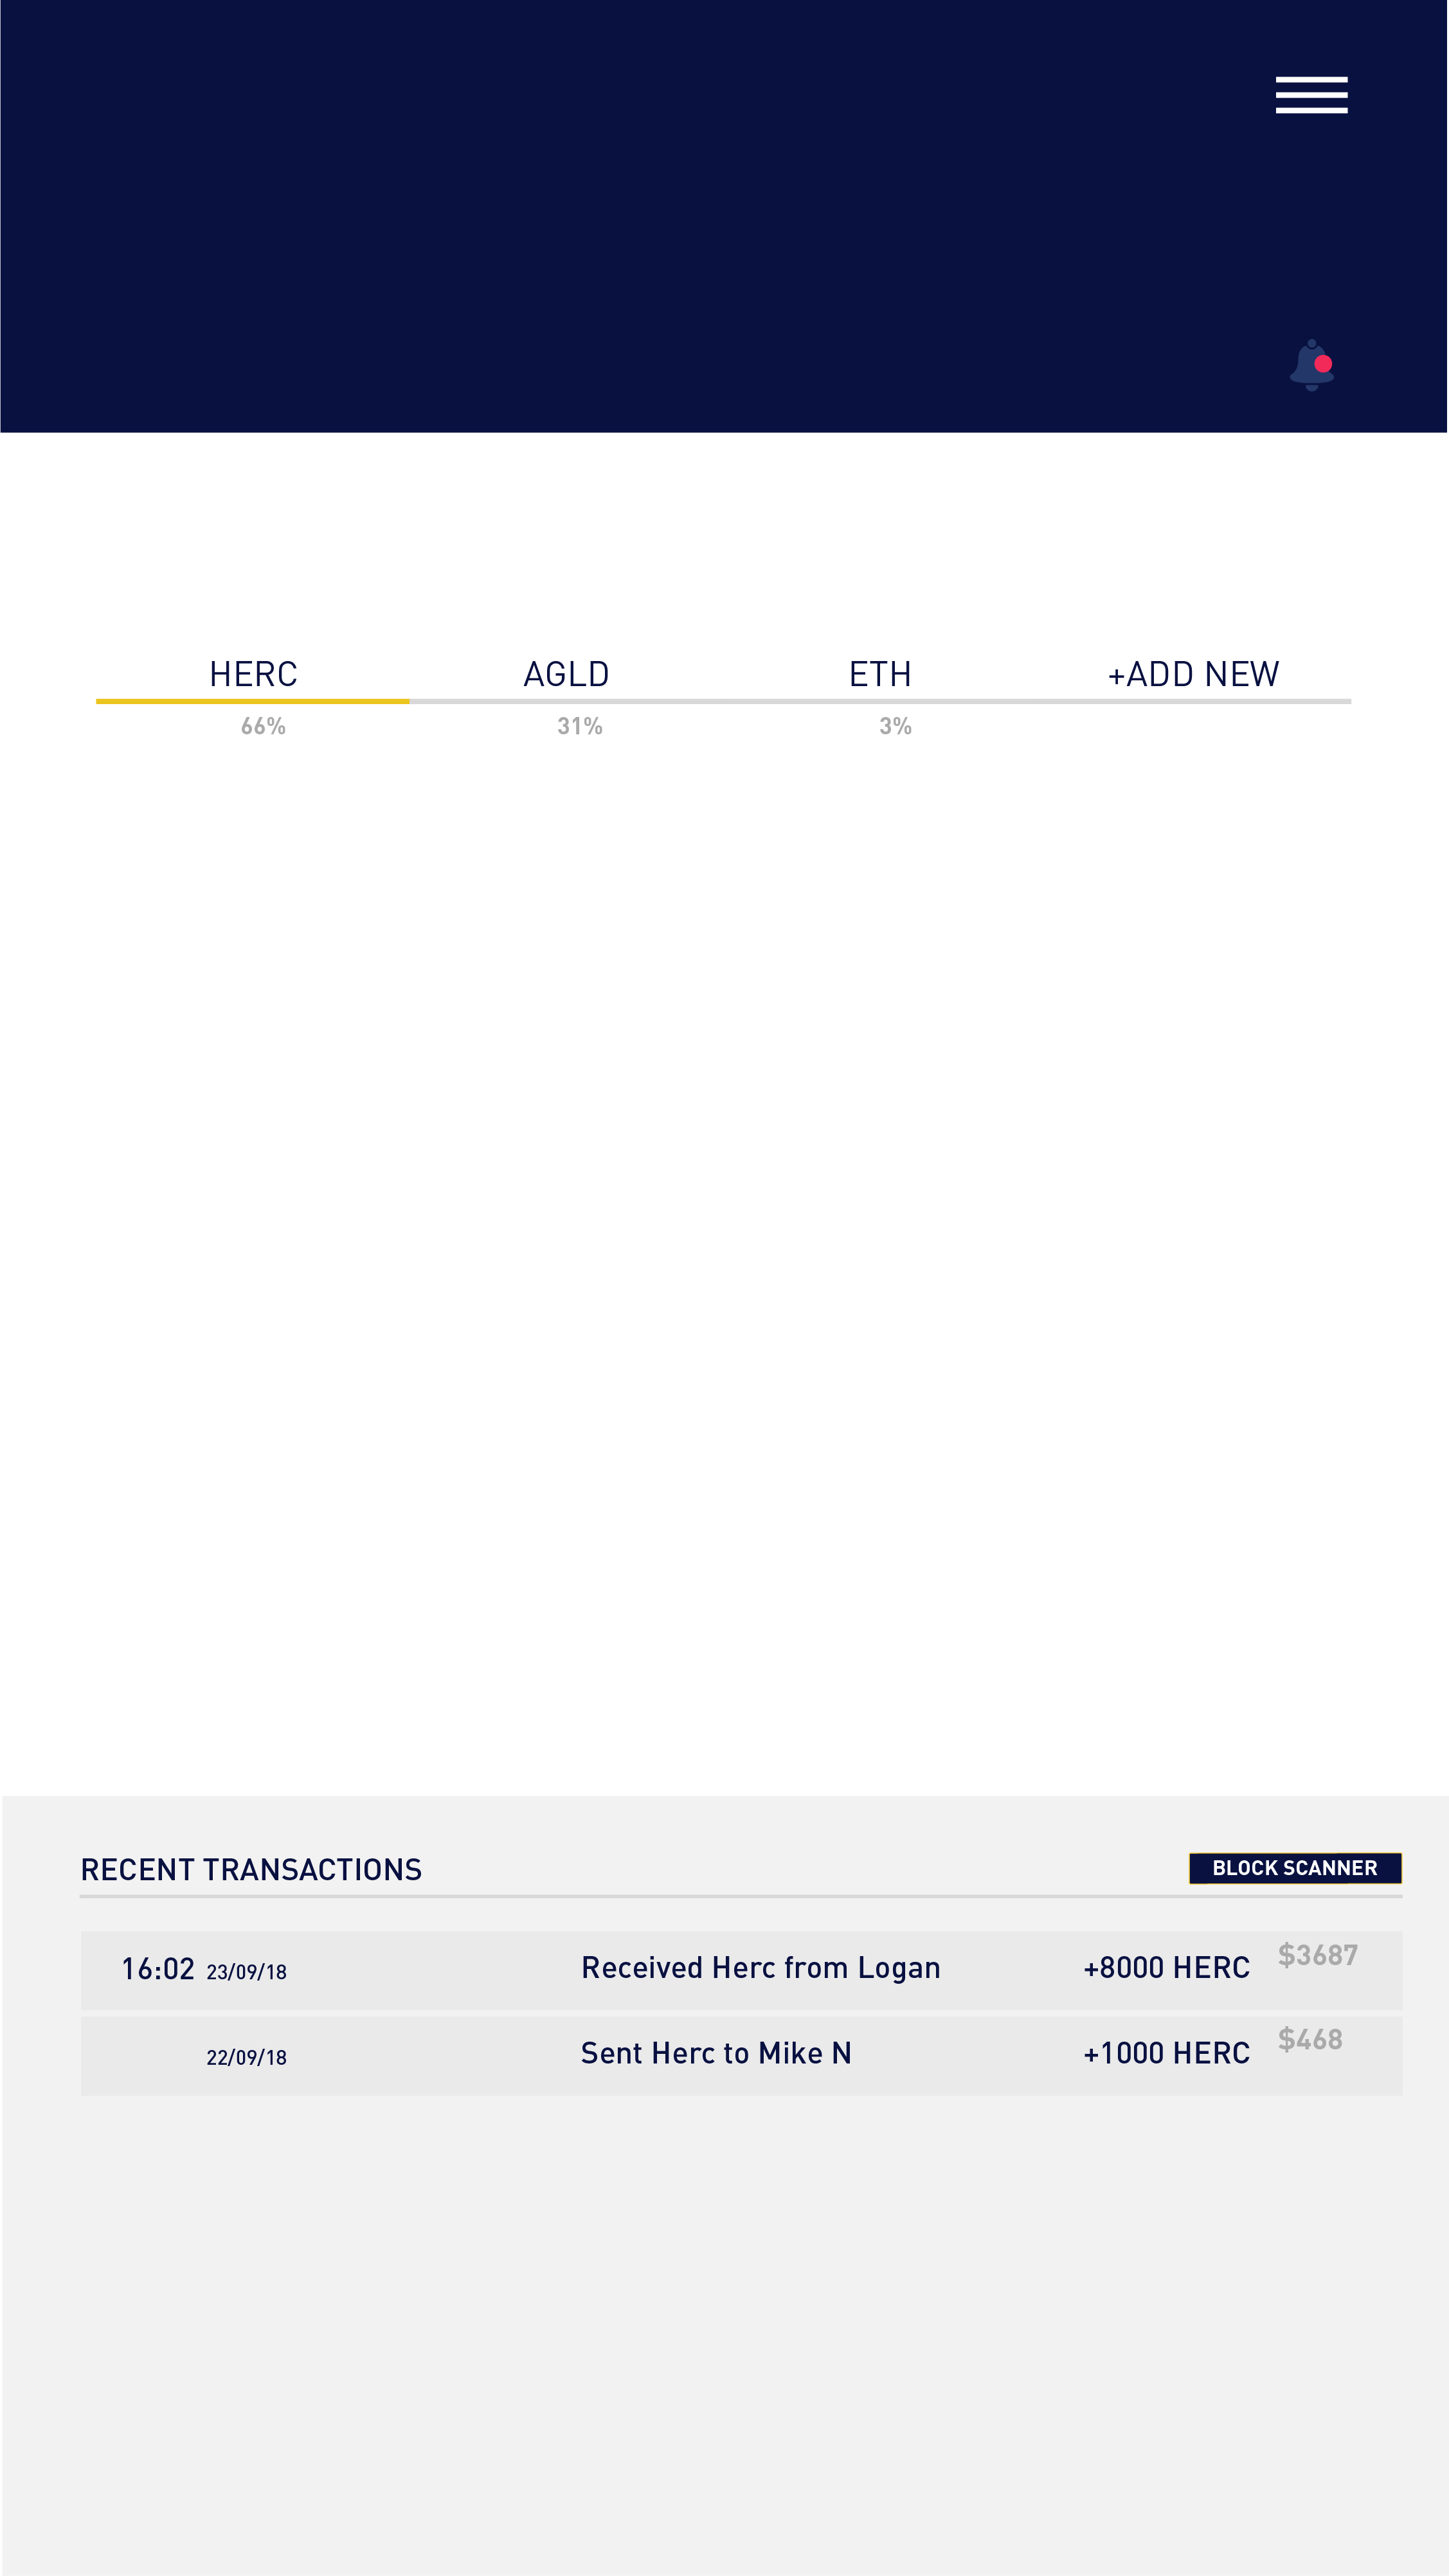 HERC AGLD ETH +ADD NEW
66% 31% 3%
RECENT TRANSACTIONS BLOCK SCANNER
16:02 23/09/18 Received Herc from Logan +8000 HERC $3687
22/09/18 Sent Herc to Mike N +1000 HERC $468